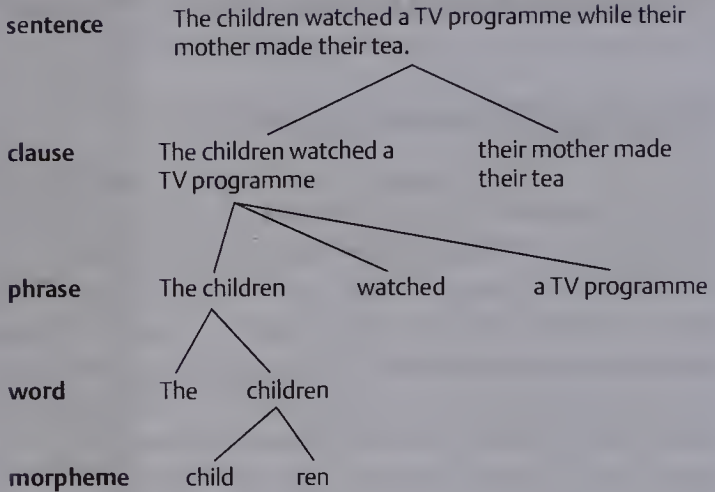 sentence The children watched a TV programme while their
mother made their tea.
clause The children watched a their mother made
TV programme their tea
phrase The children watched a TV programme
word The children
morpheme child ren